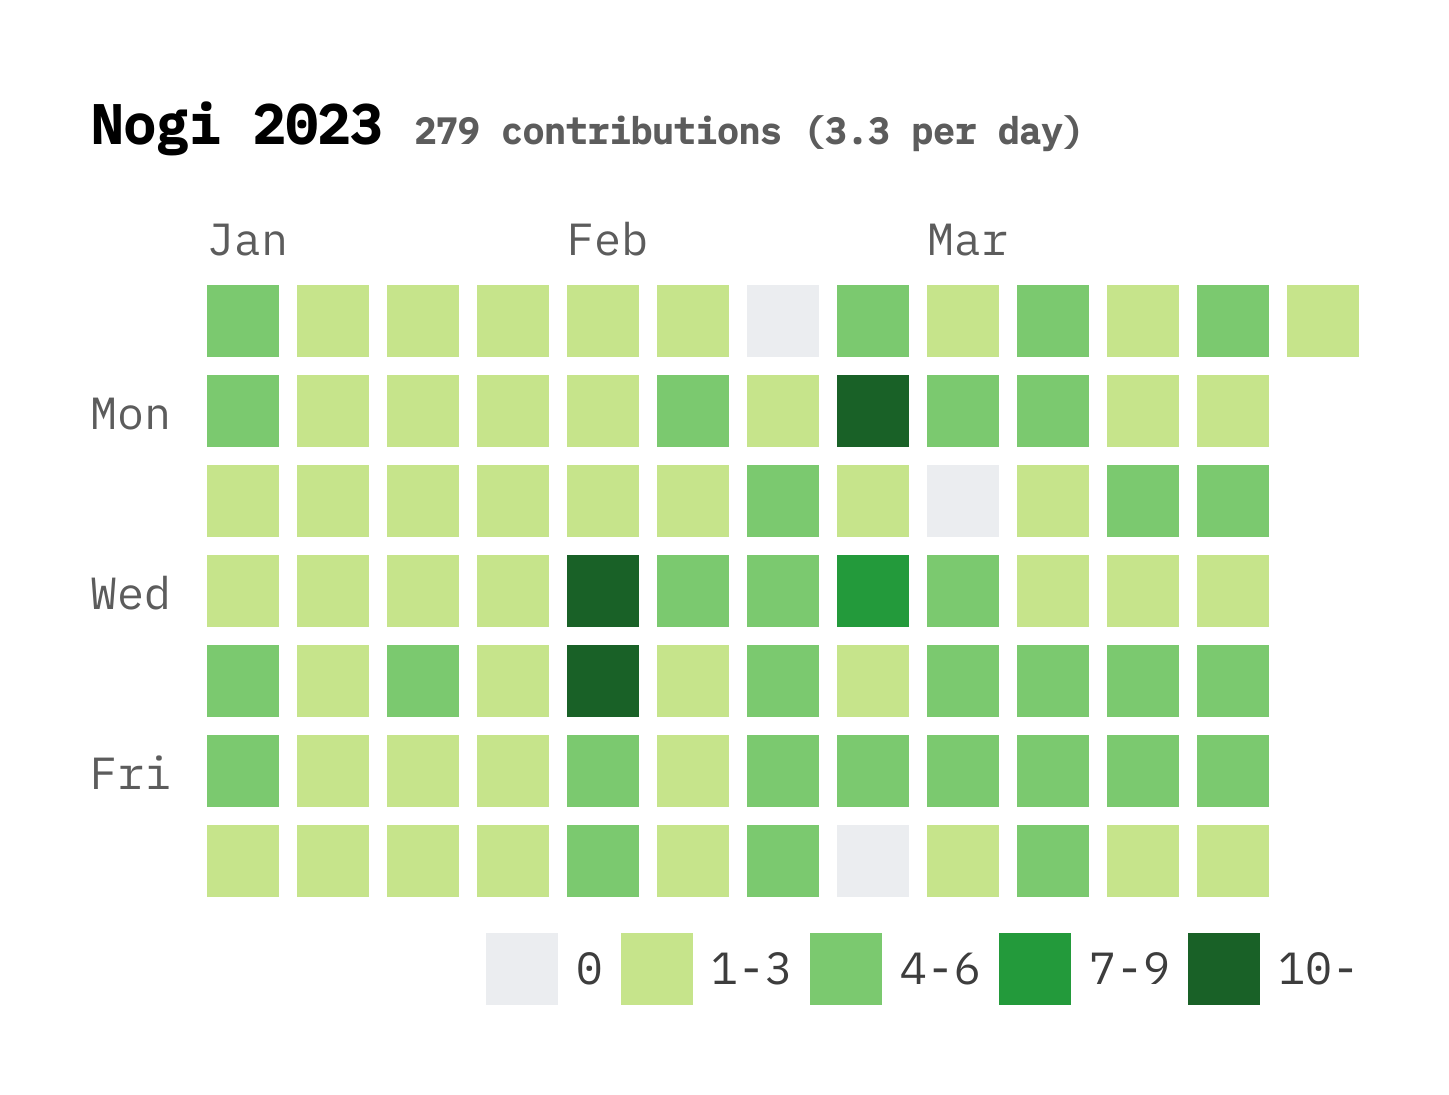 Nogi 2023 279 contributions (3.3 per day)
Jan Feb Mar
Mon
Wed
Fri
0 1-3 4-6 7-9 10-